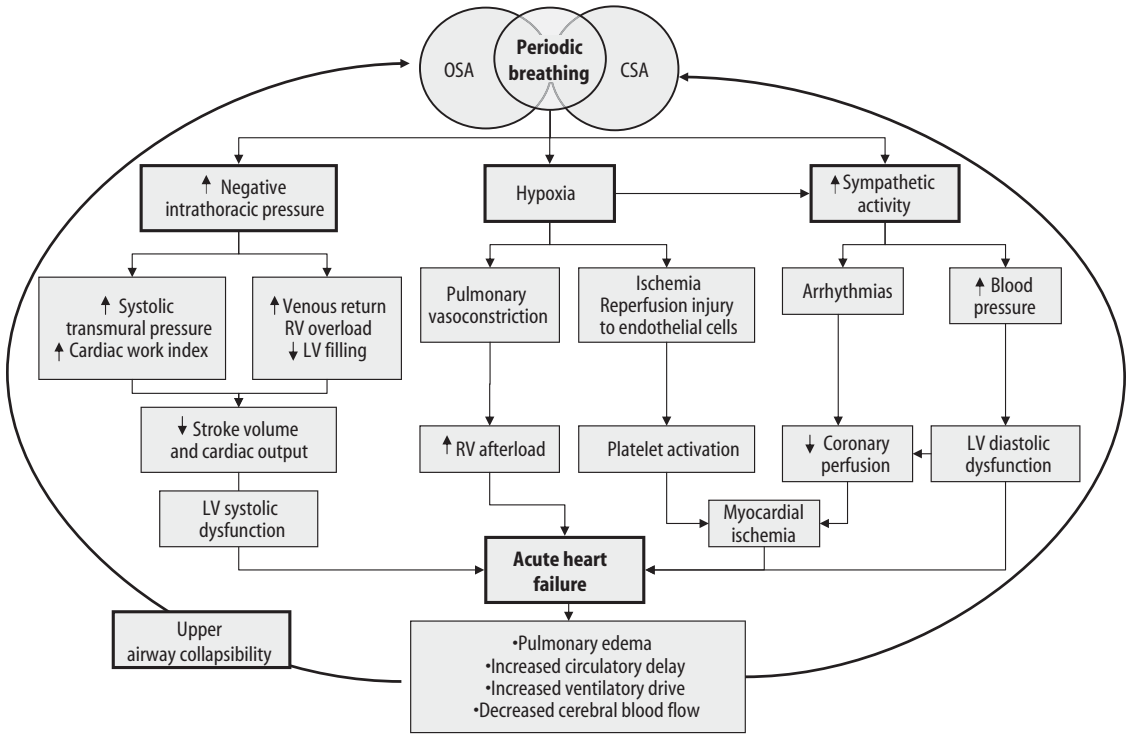 OSA
Periodic
breathing
CSA
↑ Negative
intrathoracic pressure
Hypoxia
↑ Sympathetic
activity
↑ Systolic
transmural pressure
↑ Cardiac work index
↑ Venous return
RV overload
↓ LV filling
Pulmonary
vasoconstriction
Ischemia
Reperfusion injury
to endothelial cells
Arrhythmias
↑ Blood
pressure
↓ Stroke volume
and cardiac output
↑ RV afterload
Platelet activation
↓ Coronary
perfusion
LV diastolic
dysfunction
LV systolic
dysfunction
Myocardial
ischemia
Acute heart
failure
Upper
airway collapsibility
•Pulmonary edema
•Increased circulatory delay
•Increased ventilatory drive
•Decreased cerebral blood flow